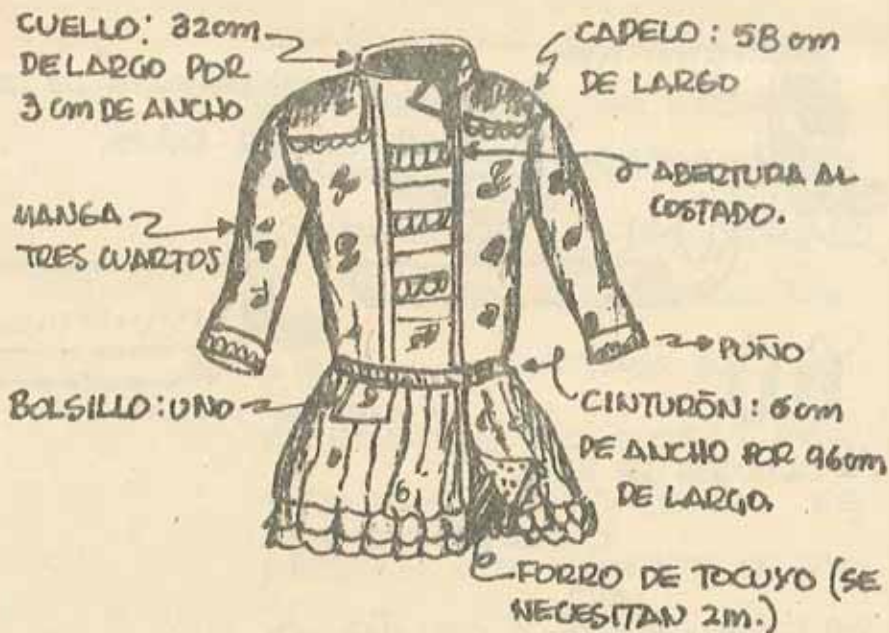 CUELLO: 32cm
DE LARGO POR
3 cm DE ANCHO
CAPELO: 58 cm
DE LARGO
ABERTURA AL
COSTADO.
MANGA
TRES CUARTOS
PUÑO
BOLSILLO: UNO
CINTURÓN: 6cm
DE ANCHO POR 96cm
DE LARGO.
FORRO DE TOCUYO (SE
NECESITAN 2m.)